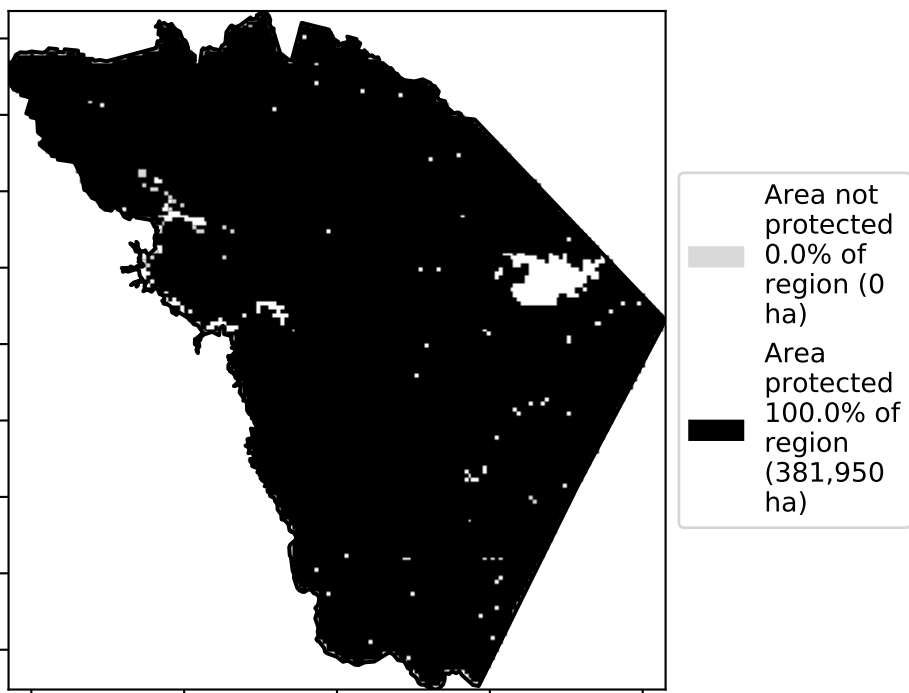 Area not
protected
0.0% of
region (0
ha)
Area
protected
100.0% of
region
(381,950
ha)